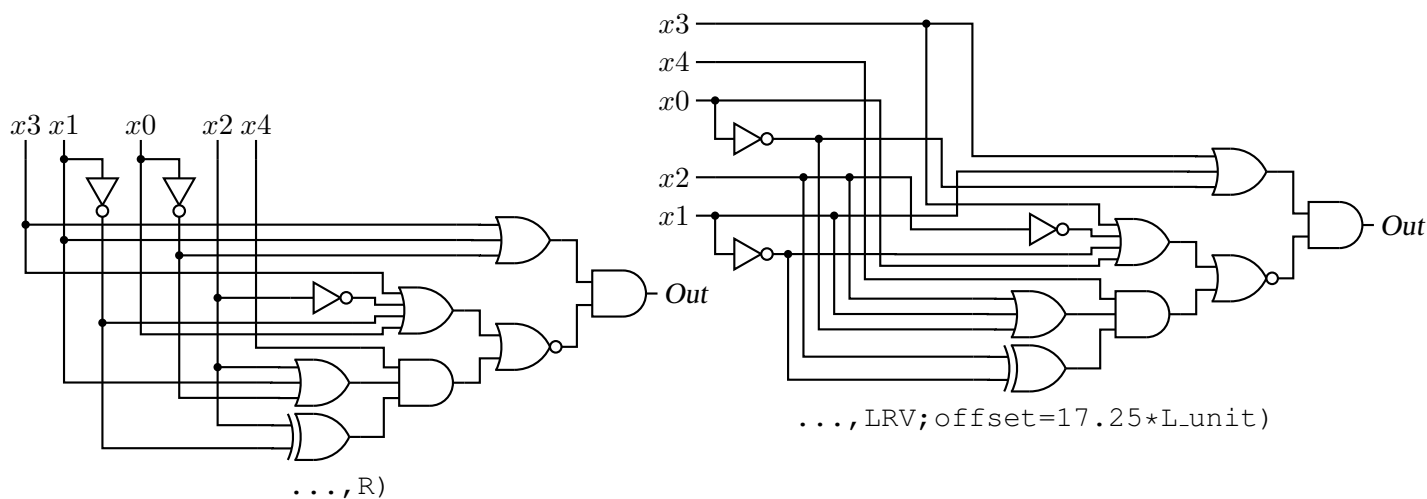 x3 x1 x0 x2 x4
Out
..., R)
x3
x4
x0
x2
x1
Out
..., LRV;offset=17.25*L_unit)